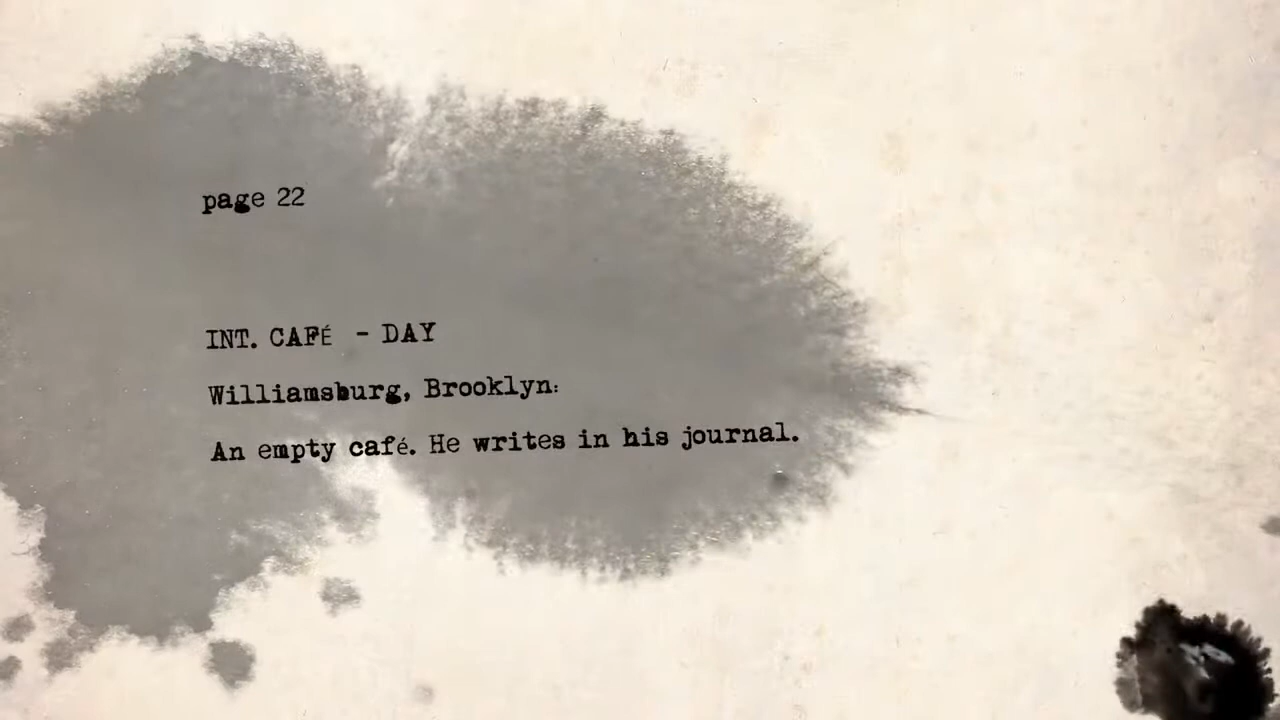 page 22
INT. CAFÉ - DAY
Williamsburg, Brooklyn:
An empty café. He writes in his journal.